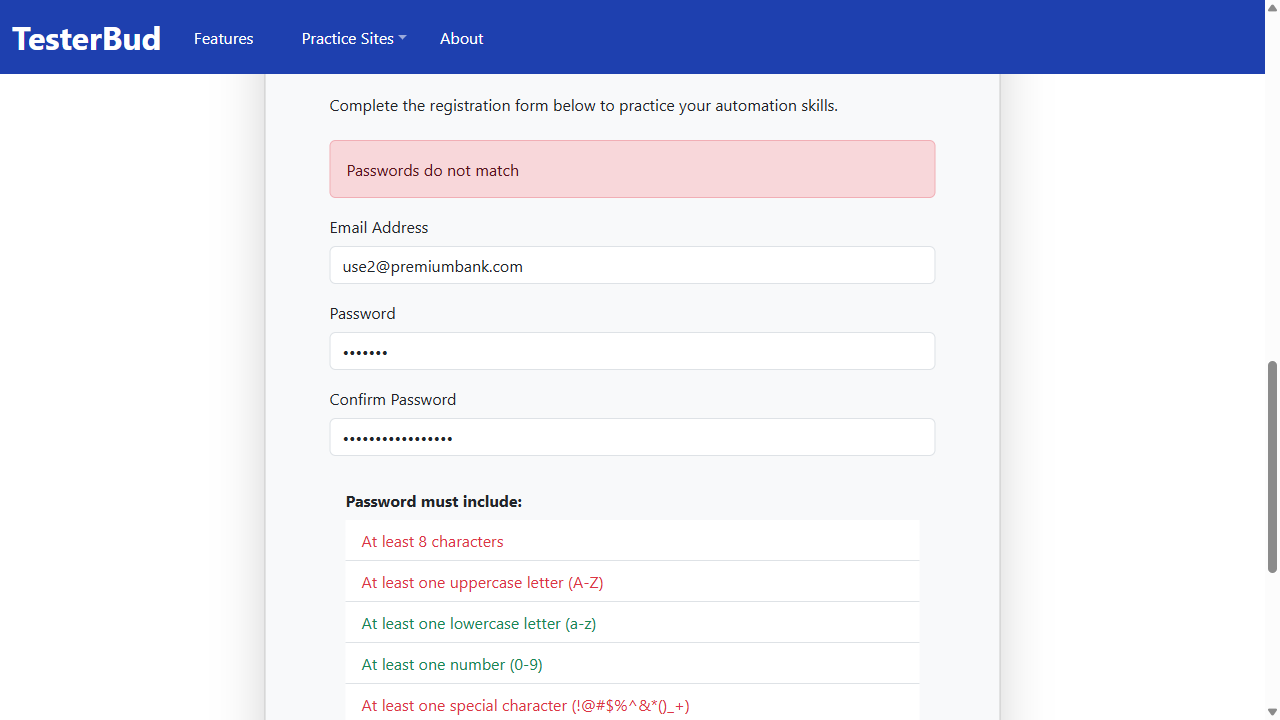 TesterBud Features Practice Sites About
Complete the registration form below to practice your automation skills.
Passwords do not match
Email Address
use2@premiumbank.com
Password
•••••••
Confirm Password
•••••••••••••••••
Password must include:
At least 8 characters
At least one uppercase letter (A-Z)
At least one lowercase letter (a-z)
At least one number (0-9)
At least one special character (!@#$%^&*()_+)